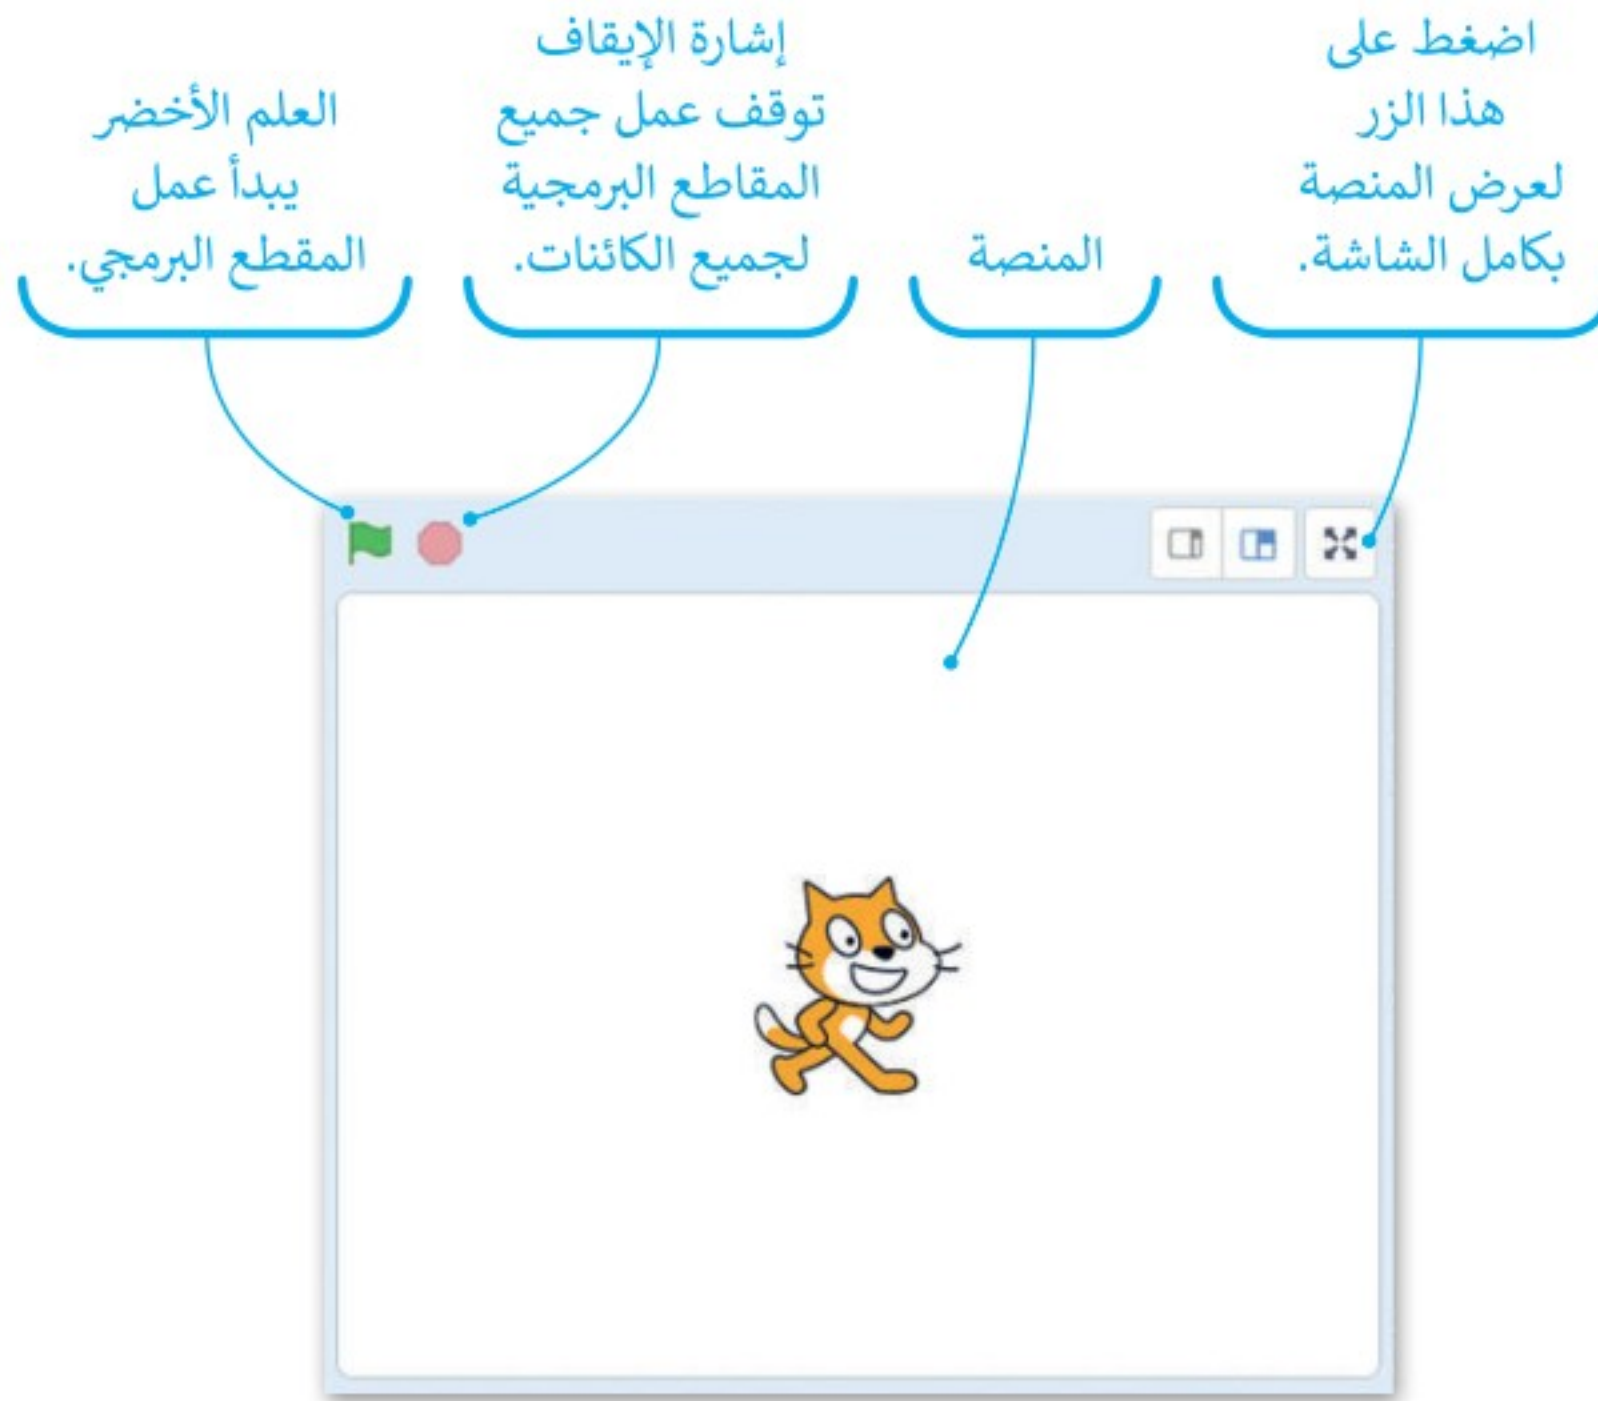 اضغط على
هذا الزر
لعرض المنصة
بكامل الشاشة.
المنصة
إشارة الإيقاف
توقف عمل جميع
المقاطع البرمجية
لجميع الكائنات.
العلم الأخضر
يبدأ عمل
المقطع البرمجي.